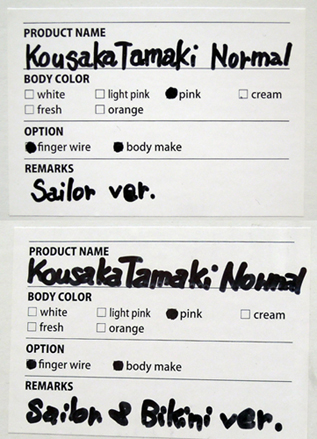 PRODUCT NAME
KousakaTamaki Normal
BODY COLOR
white light pink pink cream
fresh orange
OPTION
finger wire body make
REMARKS
Sailor ver.
PRODUCT NAME
KousakaTamaki Normal
BODY COLOR
white light pink pink cream
fresh orange
OPTION
finger wire body make
REMARKS
Sailor & Bikini ver.